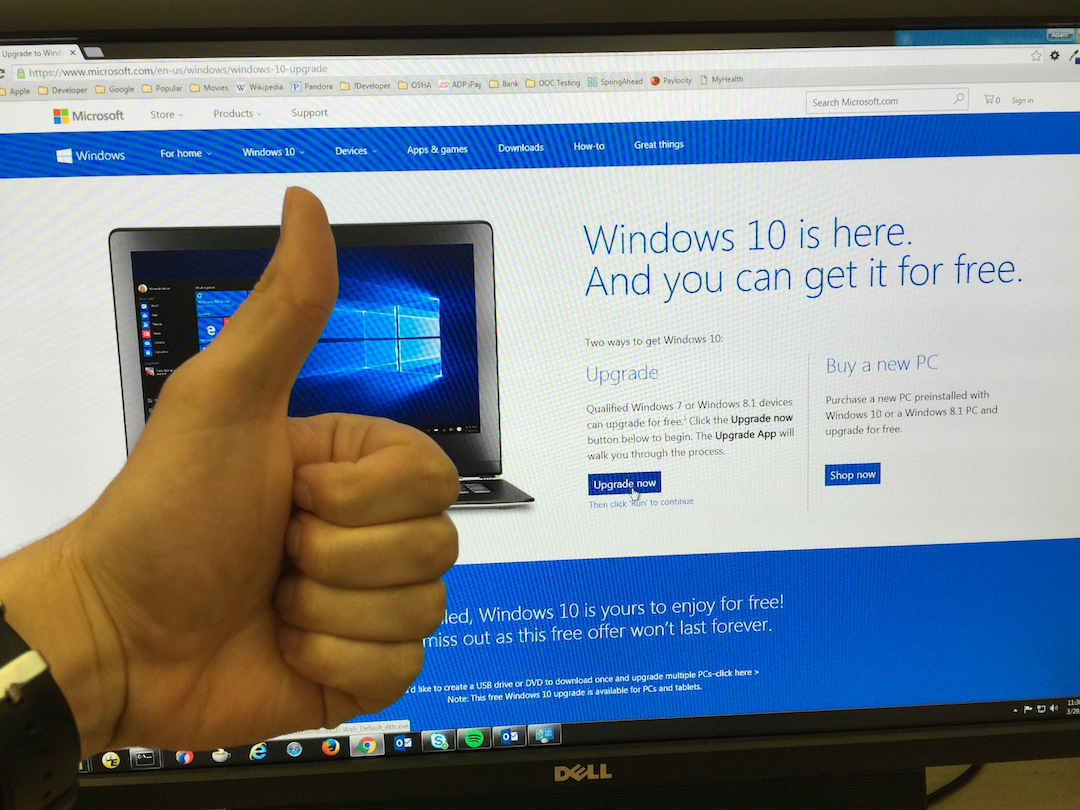 Upgrade to Wind
Adam
https://www.microsoft.com/en-us/windows/windows-10-upgrade
Apple Developer Google Popular Movies Wikipedia Pandora JDeveloper OSHA ADP iPay Bank OOC Testing SpringAhead Paylocity MyHealth
Microsoft Store Products Support Search Microsoft.com 0 Sign in
Windows For home Windows 10 Devices Apps & games Downloads How-to Great things
Windows 10 is here.
And you can get it for free.
Two ways to get Windows 10:
Upgrade
Qualified Windows 7 or Windows 8.1 devices
can upgrade for free.¹ Click the Upgrade now
button below to begin. The Upgrade App will
walk you through the process.
Upgrade now
Then click 'Run' to continue
Buy a new PC
Purchase a new PC preinstalled with
Windows 10 or a Windows 8.1 PC and
upgrade for free.
Shop now
led, Windows 10 is yours to enjoy for free!
miss out as this free offer won't last forever.
'd like to create a USB drive or DVD to download once and upgrade multiple PCs-click here >
Note: This free Windows 10 upgrade is available for PCs and tablets.
-Web_Default_Attr.exe
11:3
3/29
DELL